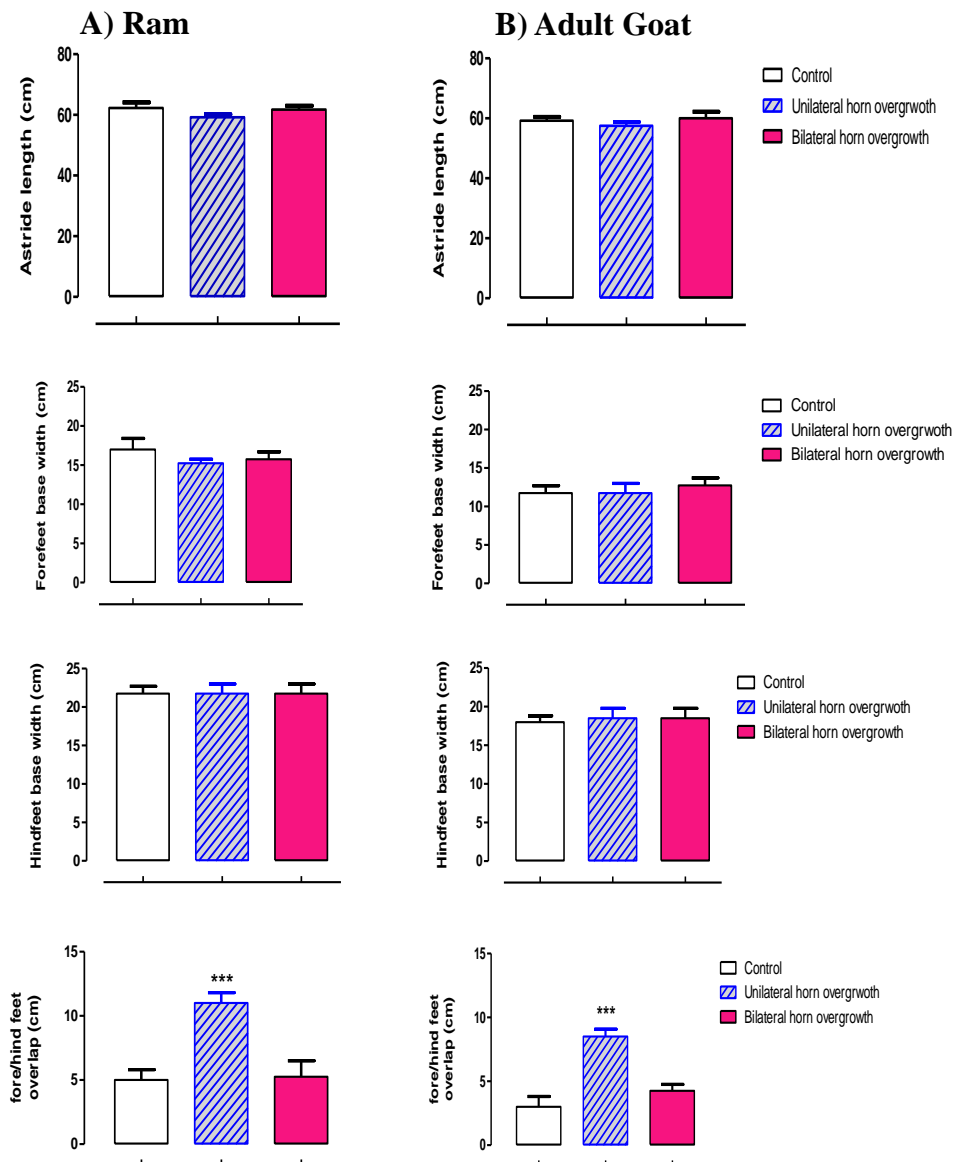 A) Ram
B) Adult Goat
Astride length (cm)
80
60
40
20
0
Astride length (cm)
80
60
40
20
0
Control
Unilateral horn overgrwoth
Bilateral horn overgrowth
Forefeet base width (cm)
25
20
15
10
5
0
Forefeet base width (cm)
25
20
15
10
5
0
Control
Unilateral horn overgrwoth
Bilateral horn overgrowth
Hindfeet base width (cm)
25
20
15
10
5
0
Hindfeet base width (cm)
25
20
15
10
5
0
Control
Unilateral horn overgrwoth
Bilateral horn overgrowth
fore/hind feet
overlap (cm)
15
10
5
0
***
fore/hind feet
overlap (cm)
15
10
5
0
***
Control
Unilateral horn overgrwoth
Bilateral horn overgrowth